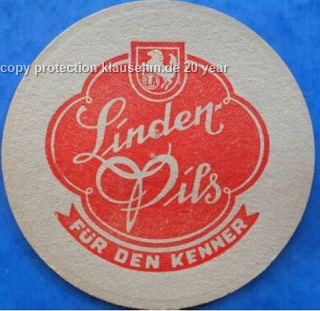 copy protection klausehm.de 20 year
Linden-
Pils
FÜR DEN KENNER